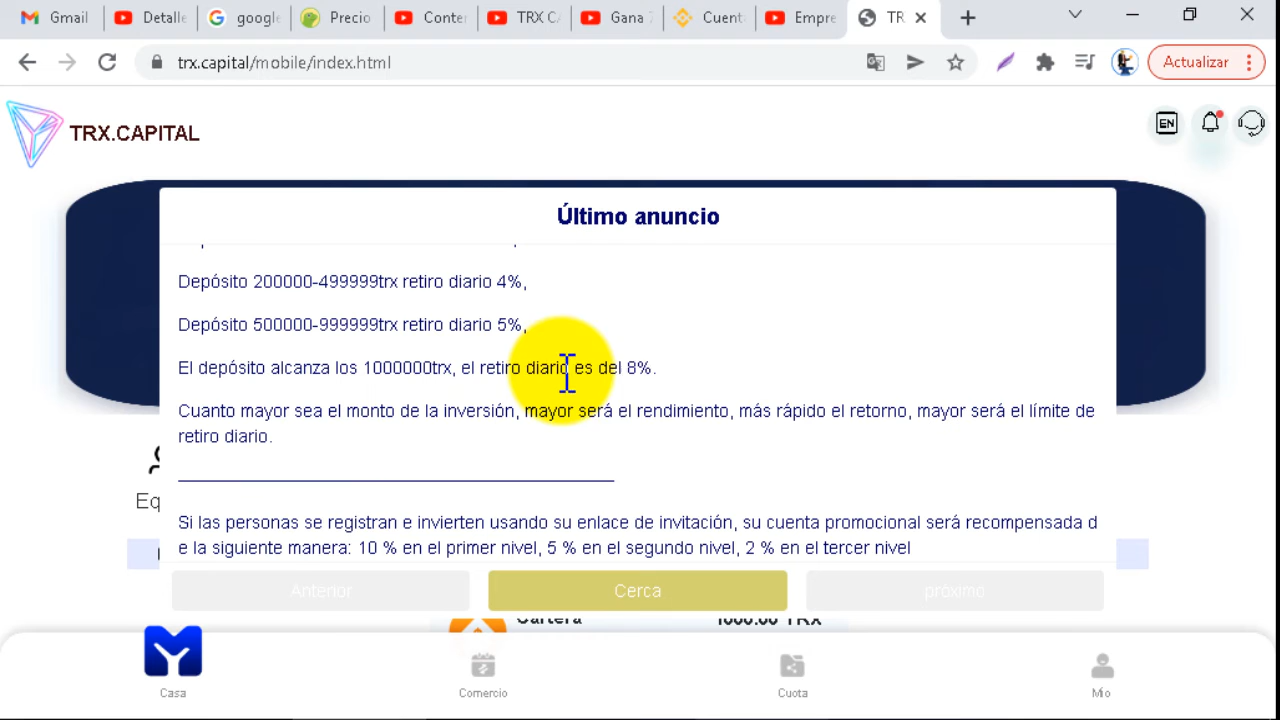 Gmail
Detalle
google
Precio
Conter
TRX CA
Gana
Cuent
Empre
TR
trx.capital/mobile/index.html
Actualizar
TRX.CAPITAL
EN
Último anuncio
Depósito 200000-499999trx retiro diario 4%,
Depósito 500000-999999trx retiro diario 5%,
El depósito alcanza los 1000000trx, el retiro diario es del 8%.
Cuanto mayor sea el monto de la inversión, mayor será el rendimiento, más rápido el retorno, mayor será el límite de
retiro diario.
Si las personas se registran e invierten usando su enlace de invitación, su cuenta promocional será recompensada d
e la siguiente manera: 10 % en el primer nivel, 5 % en el segundo nivel, 2 % en el tercer nivel
Eq
Anterior
Cerca
próximo
Cartera
1000.00 TRX
Casa
Comercio
Cuota
Mío